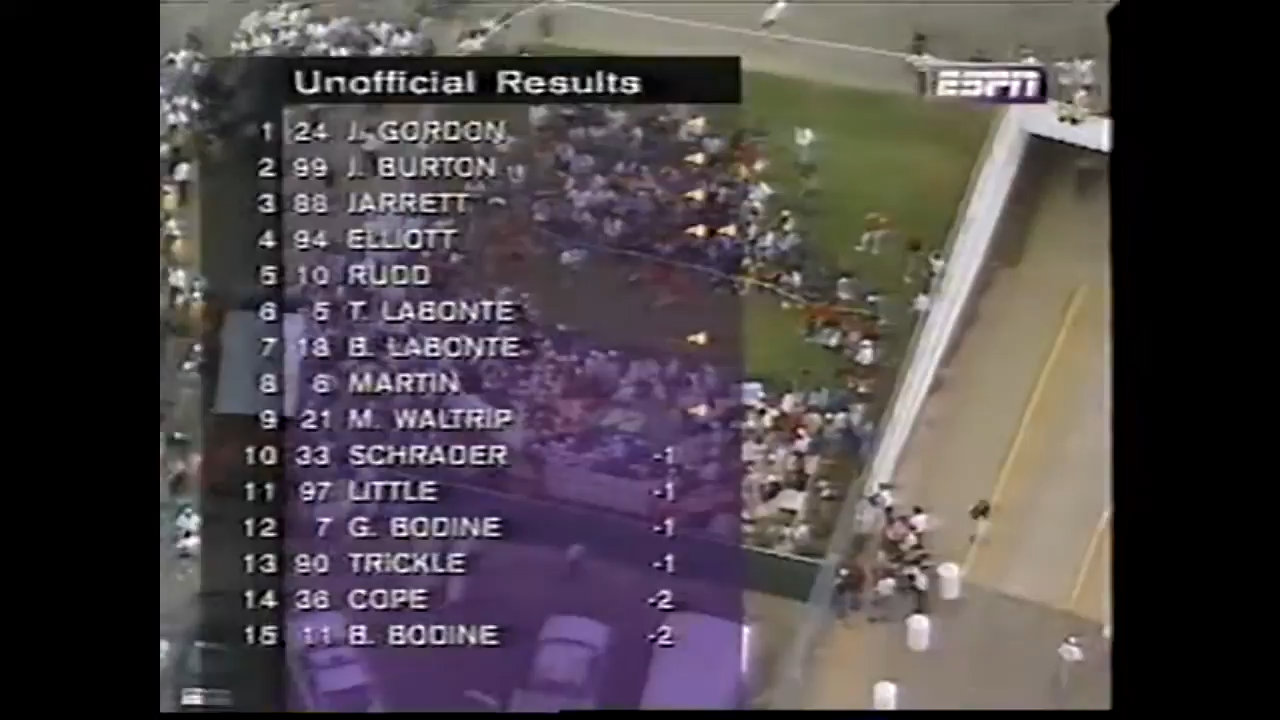 Unofficial Results
ESPN
1 24 J. GORDON
2 99 J. BURTON
3 88 JARRETT
4 94 ELLIOTT
5 10 RUDD
6 5 T. LABONTE
7 18 B. LABONTE
8 6 MARTIN
9 21 M. WALTRIP
10 33 SCHRADER -1
11 97 LITTLE -1
12 7 G. BODINE -1
13 90 TRICKLE -1
14 36 COPE -2
15 11 B. BODINE -2